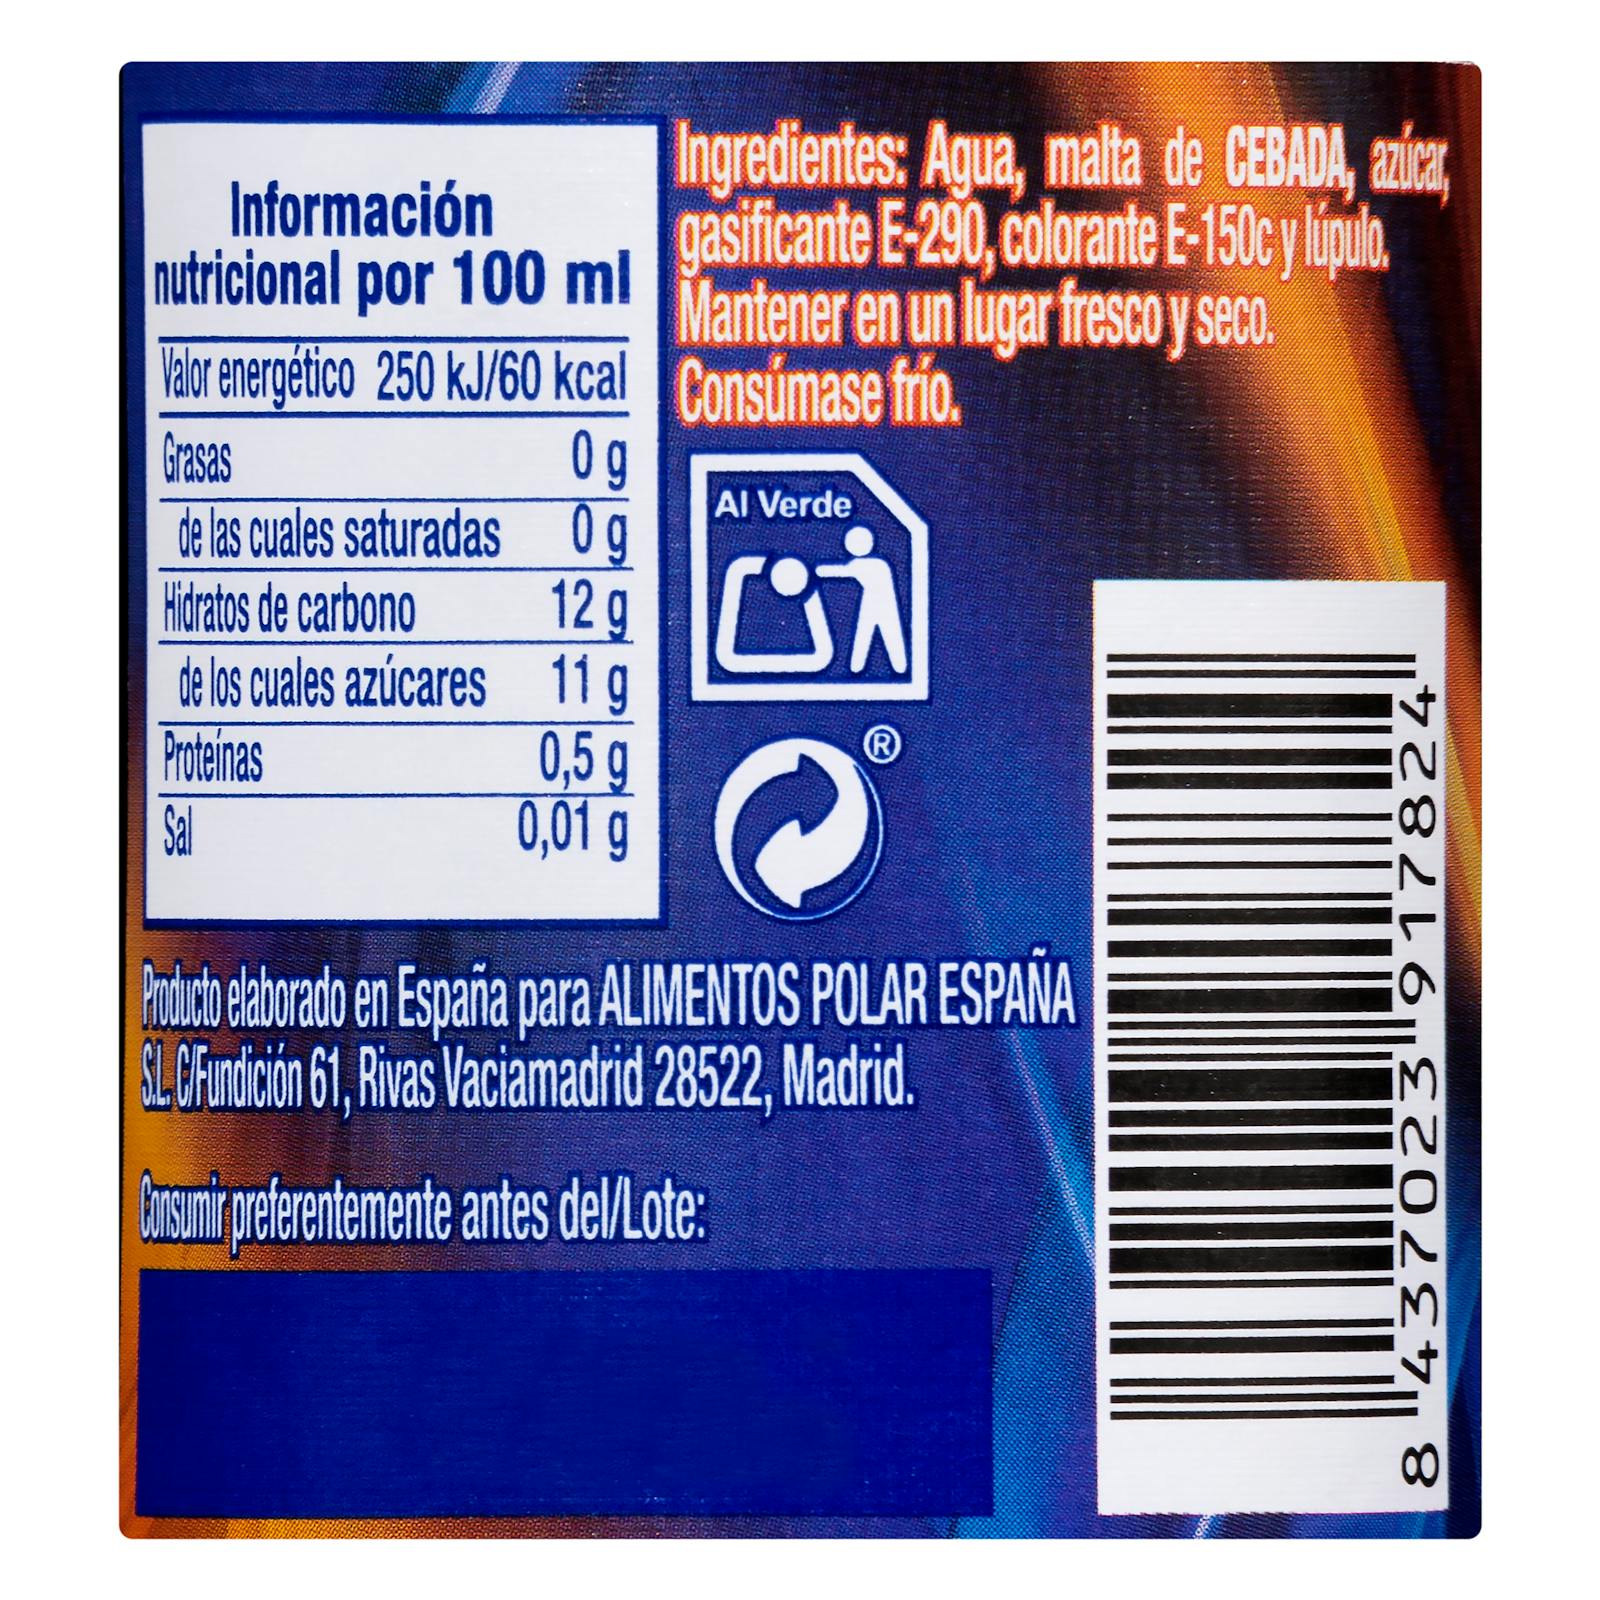 Información
nutricional por 100 ml
Valor energético 250 kJ/60 kcal
Grasas 0 g
de las cuales saturadas 0 g
Hidratos de carbono 12 g
de los cuales azúcares 11 g
Proteínas 0,5 g
Sal 0,01 g
Ingredientes: Agua, malta de CEBADA, azúcar,
gasificante E-290, colorante E-150c y lúpulo.
Mantener en un lugar fresco y seco.
Consúmase frío.
Al Verde
®
Producto elaborado en España para ALIMENTOS POLAR ESPAÑA
S.L. C/Fundición 61, Rivas Vaciamadrid 28522, Madrid.
Consumir preferentemente antes del/Lote:
8 437023 917824